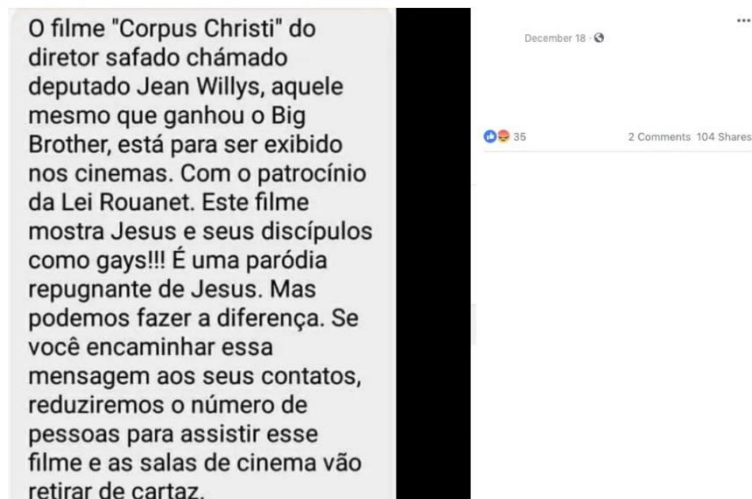 O filme "Corpus Christi" do
diretor safado chámado
deputado Jean Willys, aquele
mesmo que ganhou o Big
Brother, está para ser exibido
nos cinemas. Com o patrocínio
da Lei Rouanet. Este filme
mostra Jesus e seus discípulos
como gays!!! É uma paródia
repugnante de Jesus. Mas
podemos fazer a diferença. Se
você encaminhar essa
mensagem aos seus contatos,
reduziremos o número de
pessoas para assistir esse
filme e as salas de cinema vão
retirar de cartaz.
December 18 ·
35
2 Comments 104 Shares